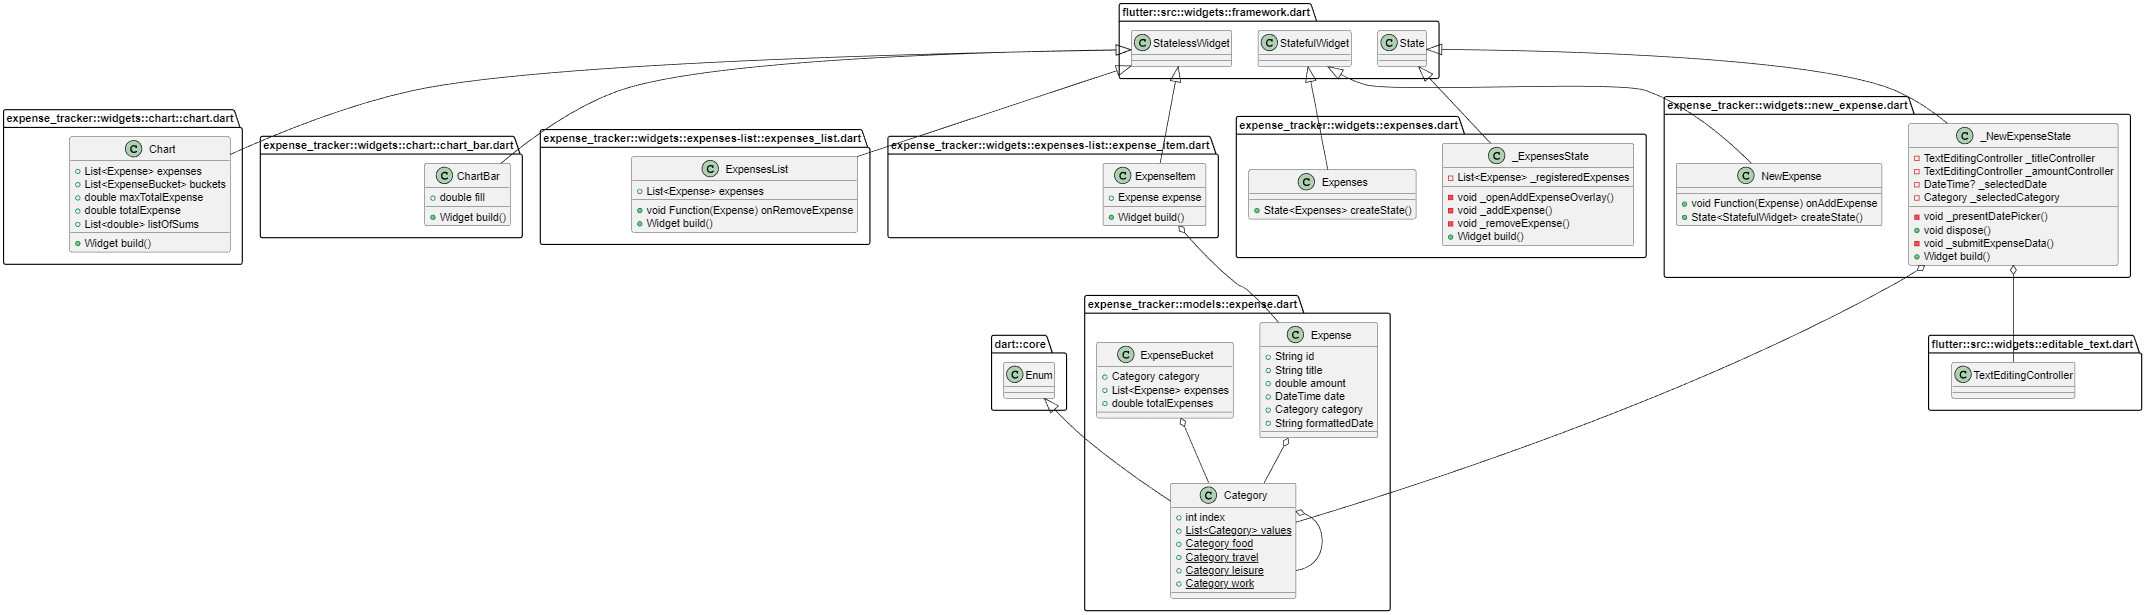 flutter::src::widgets::framework.dart
C StatelessWidget
C StatefulWidget
C State
expense_tracker::widgets::chart::chart.dart
C Chart
List<Expense> expenses
List<ExpenseBucket> buckets
double maxTotalExpense
double totalExpense
List<double> listOfSums
Widget build()
expense_tracker::widgets::chart::chart_bar.dart
C ChartBar
double fill
Widget build()
expense_tracker::widgets::expenses-list::expenses_list.dart
C ExpensesList
List<Expense> expenses
void Function(Expense) onRemoveExpense
Widget build()
expense_tracker::widgets::expenses-list::expense_item.dart
C ExpenseItem
Expense expense
Widget build()
expense_tracker::widgets::expenses.dart
C Expenses
State<Expenses> createState()
C _ExpensesState
List<Expense> _registeredExpenses
void _openAddExpenseOverlay()
void _addExpense()
void _removeExpense()
Widget build()
expense_tracker::widgets::new_expense.dart
C NewExpense
void Function(Expense) onAddExpense
State<StatefulWidget> createState()
C _NewExpenseState
TextEditingController _titleController
TextEditingController _amountController
DateTime? _selectedDate
Category _selectedCategory
void _presentDatePicker()
void dispose()
void _submitExpenseData()
Widget build()
expense_tracker::models::expense.dart
C ExpenseBucket
Category category
List<Expense> expenses
double totalExpenses
C Expense
String id
String title
double amount
DateTime date
Category category
String formattedDate
C Category
int index
List<Category> values
Category food
Category travel
Category leisure
Category work
dart::core
C Enum
flutter::src::widgets::editable_text.dart
C TextEditingController